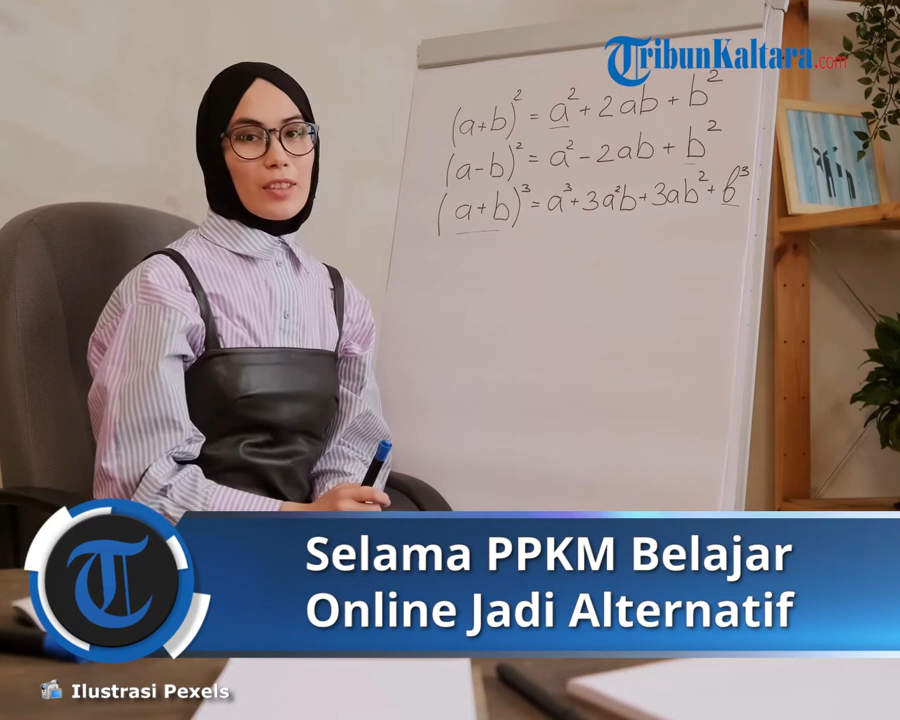 TribunKaltara.com
(a+b)² = a² + 2ab + b²
(a-b)² = a² - 2ab + b²
(a+b)³ = a³ + 3a²b + 3ab² + b³
T
Selama PPKM Belajar
Online Jadi Alternatif
Ilustrasi Pexels